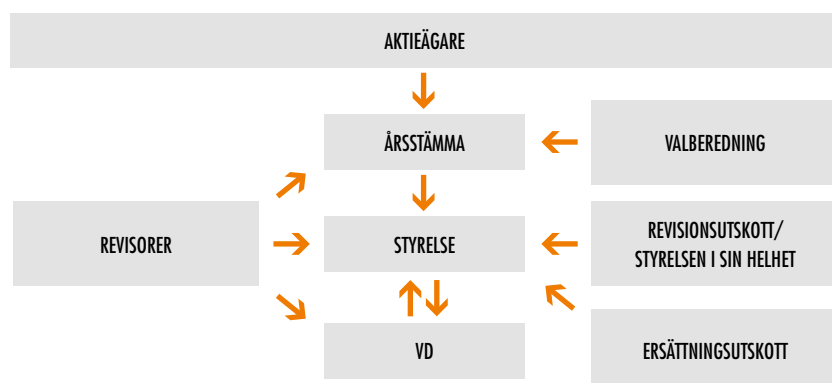 AKTIEÄGARE
ÅRSSTÄMMA
VALBEREDNING
REVISORER
STYRELSE
REVISIONSUTSKOTT/
STYRELSEN I SIN HELHET
VD
ERSÄTTNINGSUTSKOTT